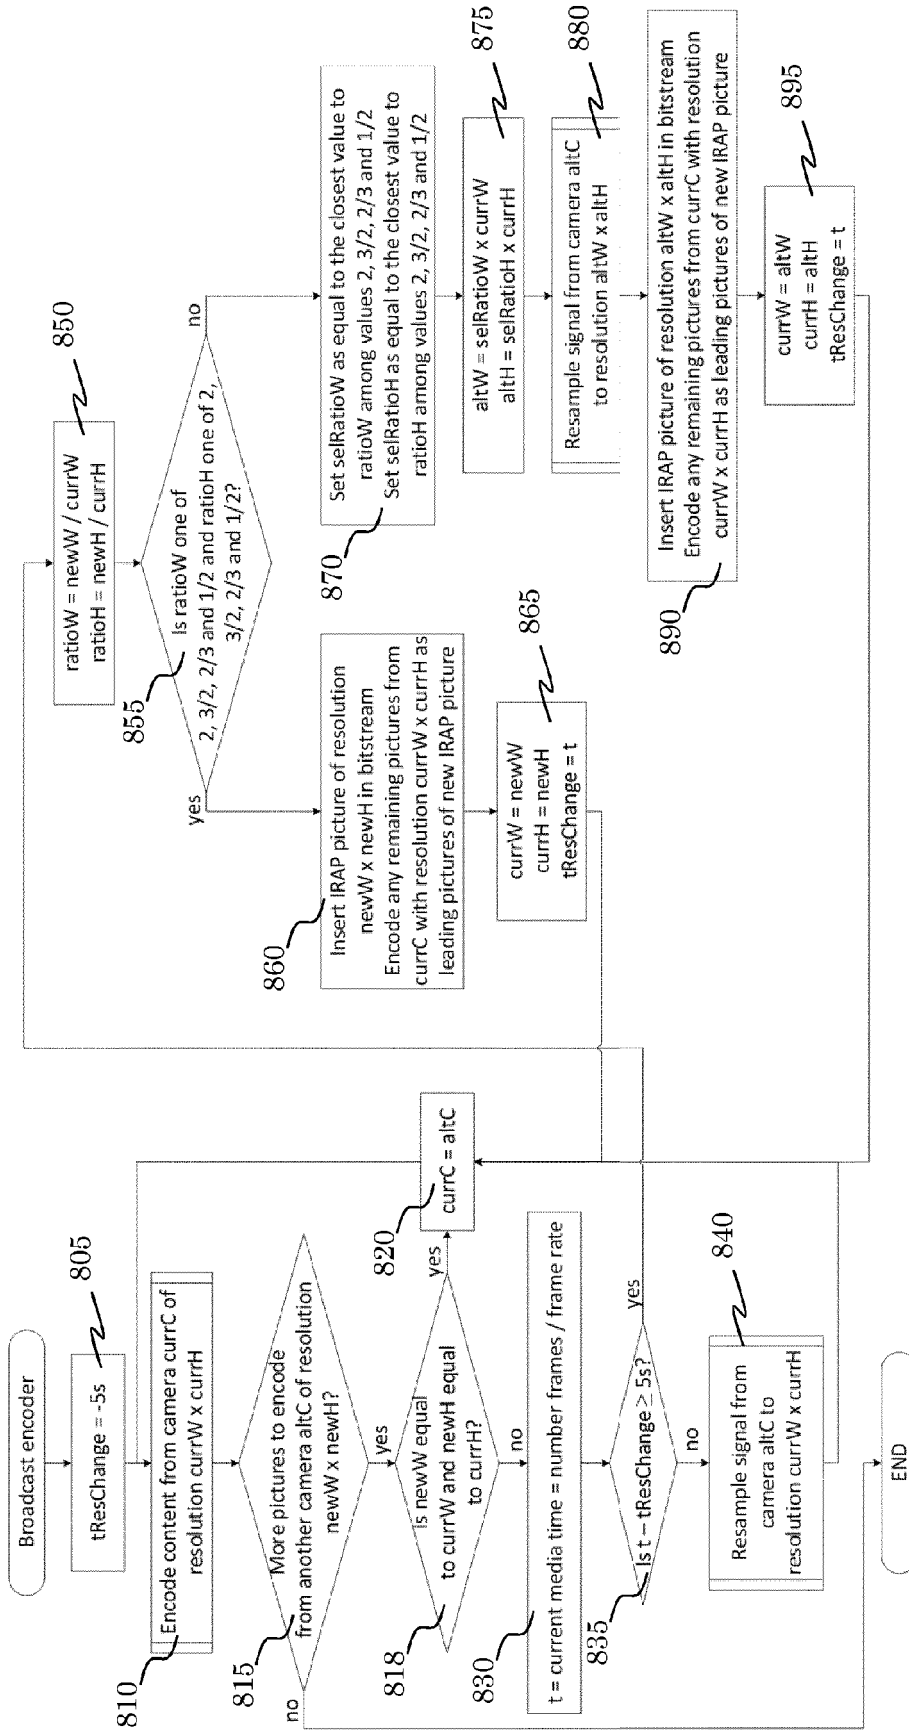 Broadcast encoder
805
tResChange = -5s
810
Encode content from camera currC of
resolution currW x currH
815
More pictures to encode
from another camera altC of resolution
newW x newH?
no
yes
818
Is newW equal
to currW and newH equal
to currH?
yes
no
820
currC = altC
830
t = current media time = number frames / frame rate
835
Is t – tResChange ≥ 5s?
yes
no
840
Resample signal from
camera altC to
resolution currW x currH
END
850
ratioW = newW / currW
ratioH = newH / currH
855
Is ratioW one of
2, 3/2, 2/3 and 1/2 and ratioH one of 2,
3/2, 2/3 and 1/2?
yes
no
860
Insert IRAP picture of resolution
newW x newH in bitstream
Encode any remaining pictures from
currC with resolution currW x currH as
leading pictures of new IRAP picture
865
currW = newW
currH = newH
tResChange = t
870
Set selRatioW as equal to the closest value to
ratioW among values 2, 3/2, 2/3 and 1/2
Set selRatioH as equal to the closest value to
ratioH among values 2, 3/2, 2/3 and 1/2
875
altW = selRatioW x currW
altH = selRatioH x currH
880
Resample signal from camera altC
to resolution altW x altH
890
Insert IRAP picture of resolution altW x altH in bitstream
Encode any remaining pictures from currC with resolution
currW x currH as leading pictures of new IRAP picture
895
currW = altW
currH = altH
tResChange = t